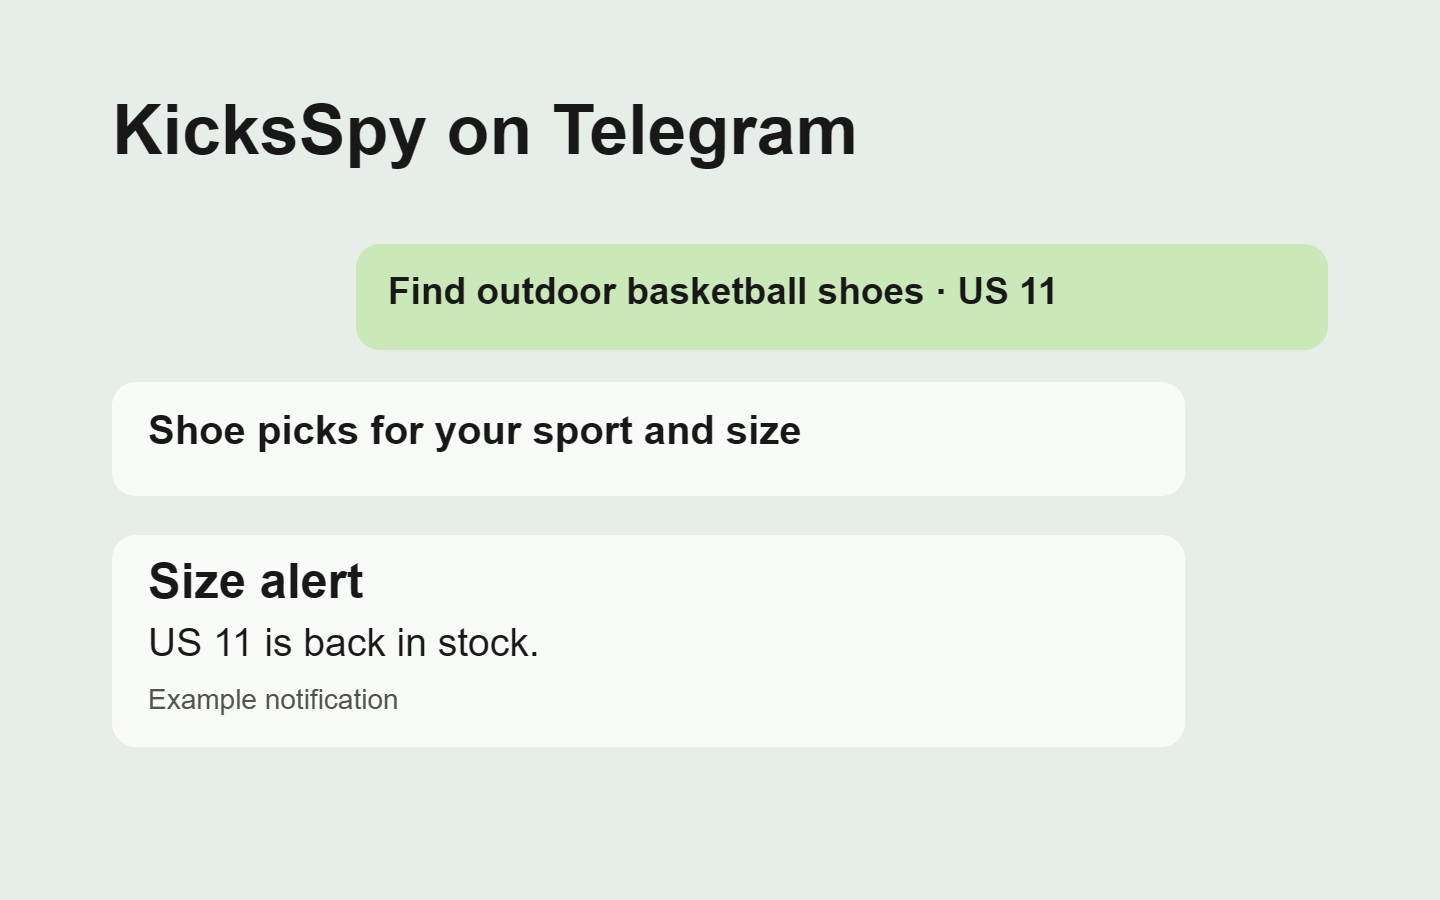 KicksSpy on Telegram
Find outdoor basketball shoes · US 11
Shoe picks for your sport and size
Size alert
US 11 is back in stock.
Example notification